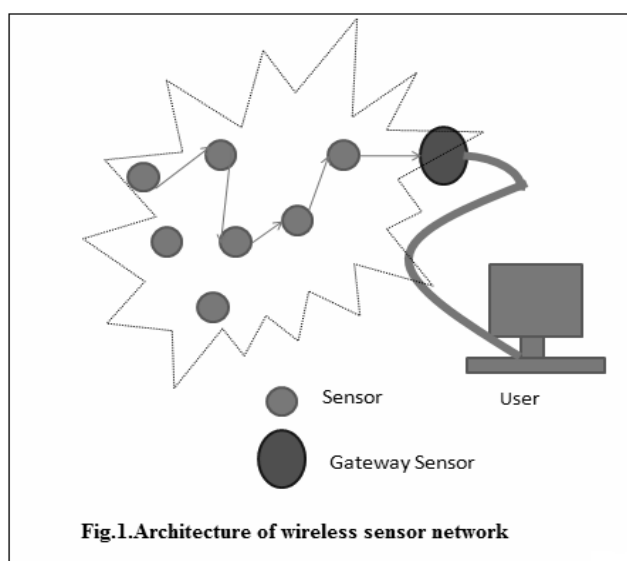 Sensor
User
Gateway Sensor
Fig.1.Architecture of wireless sensor network